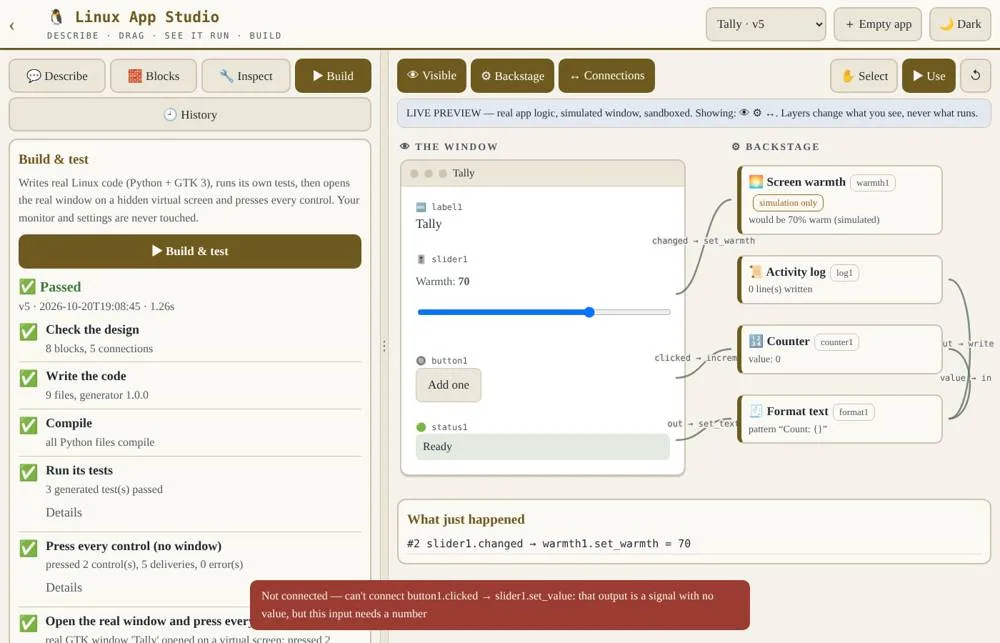 ‹
🐧 Linux App Studio
DESCRIBE · DRAG · SEE IT RUN · BUILD
Tally · v5
+ Empty app
🌙 Dark
💬 Describe
🧱 Blocks
🔧 Inspect
▶ Build
🕘 History
Build & test
Writes real Linux code (Python + GTK 3), runs its own tests, then opens
the real window on a hidden virtual screen and presses every control. Your
monitor and settings are never touched.
▶ Build & test
✅ Passed
v5 · 2026-10-20T19:08:45 · 1.26s
✅ Check the design
8 blocks, 5 connections
✅ Write the code
9 files, generator 1.0.0
✅ Compile
all Python files compile
✅ Run its tests
3 generated test(s) passed
Details
✅ Press every control (no window)
pressed 2 control(s), 5 deliveries, 0 error(s)
Details
✅ Open the real window and press
real GTK window 'Tally' opened on a virtual screen; pressed 2
👁 Visible
⚙ Backstage
↔ Connections
✋ Select
▶ Use
↺
LIVE PREVIEW — real app logic, simulated window, sandboxed. Showing: 👁 ⚙ ↔. Layers change what you see, never what runs.
👁 THE WINDOW
Tally
🔤 label1
Tally
🎚 slider1
Warmth: 70
🔘 button1
Add one
🟢 status1
Ready
changed → set_warmth
clicked → increm
out → set_text
⚙ BACKSTAGE
🌅 Screen warmth warmth1
simulation only
would be 70% warm (simulated)
📜 Activity log log1
0 line(s) written
🔢 Counter counter1
value: 0
🧾 Format text format1
pattern “Count: {}”
→ write
value → in
What just happened
#2 slider1.changed → warmth1.set_warmth = 70
Not connected — can't connect button1.clicked → slider1.set_value: that output is a signal with no
value, but this input needs a number